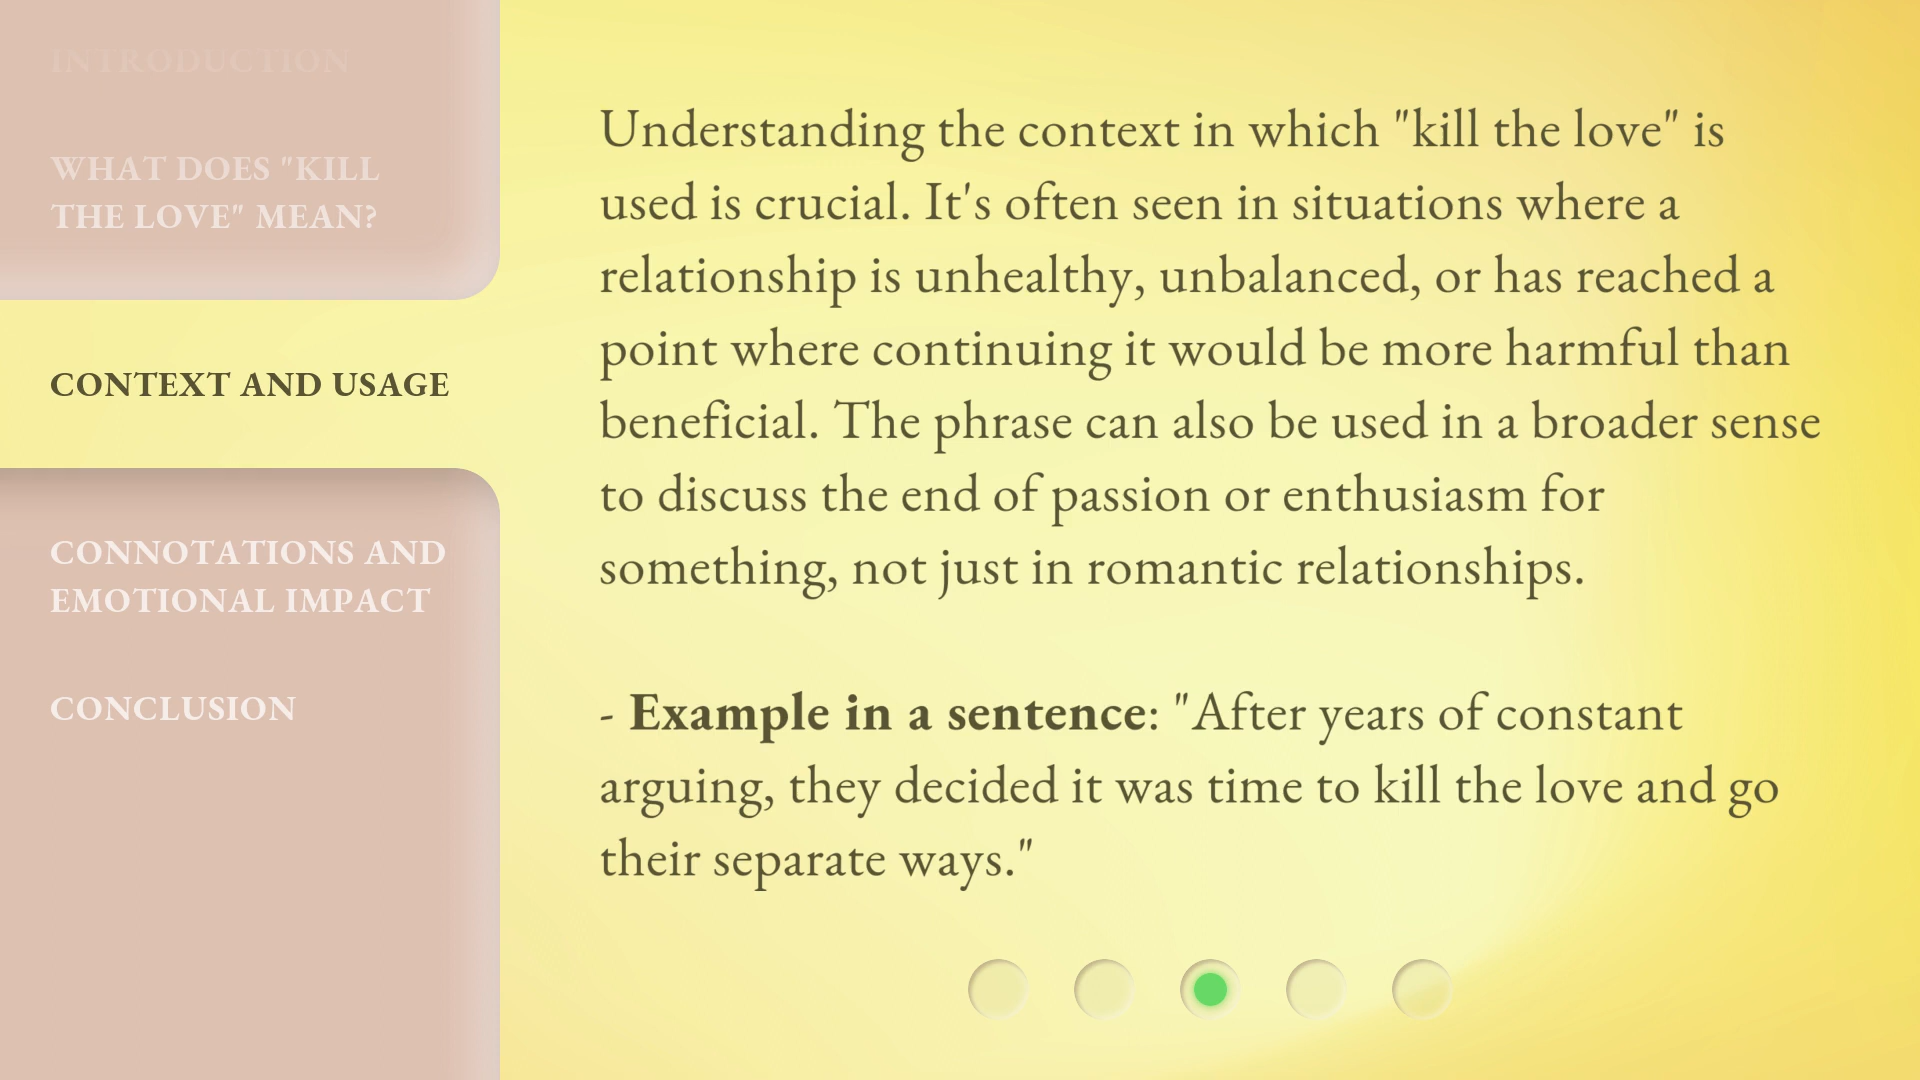 INTRODUCTION
WHAT DOES "KILL
THE LOVE" MEAN?
CONTEXT AND USAGE
CONNOTATIONS AND
EMOTIONAL IMPACT
CONCLUSION
Understanding the context in which "kill the love" is
used is crucial. It's often seen in situations where a
relationship is unhealthy, unbalanced, or has reached a
point where continuing it would be more harmful than
beneficial. The phrase can also be used in a broader sense
to discuss the end of passion or enthusiasm for
something, not just in romantic relationships.
- Example in a sentence: "After years of constant
arguing, they decided it was time to kill the love and go
their separate ways."